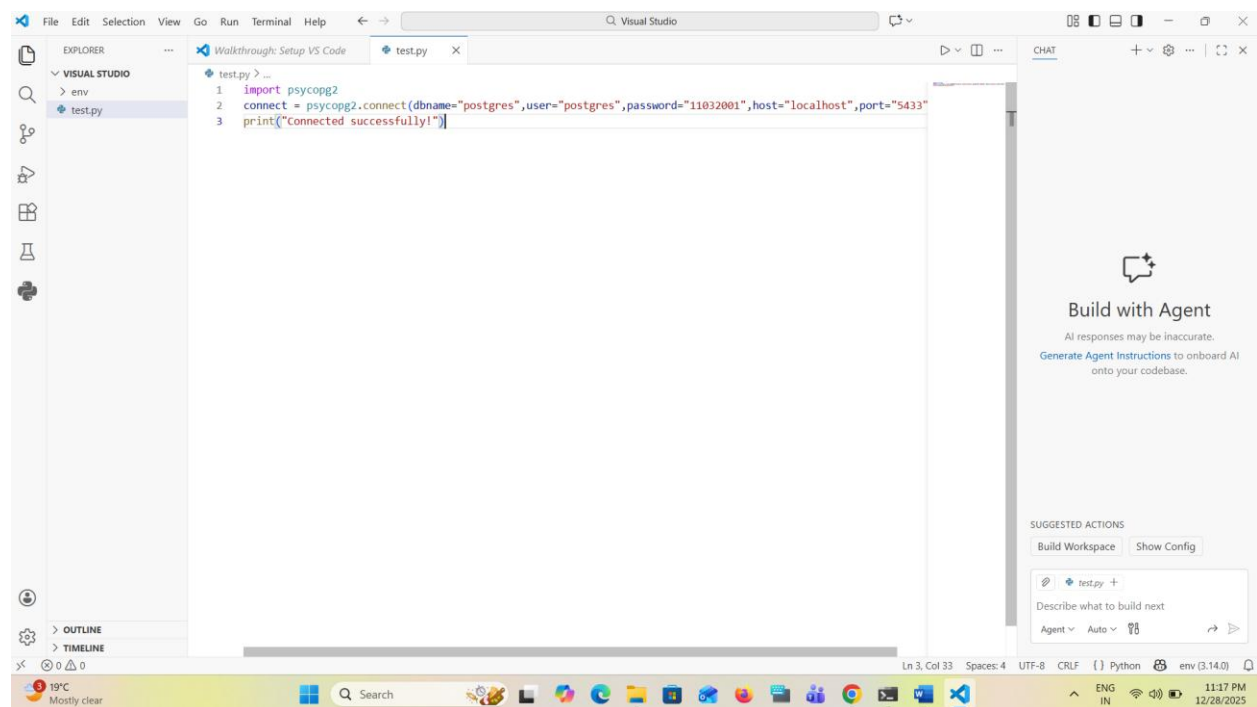 File Edit Selection View Go Run Terminal Help
Visual Studio
EXPLORER
Walkthrough: Setup VS Code
test.py
CHAT
VISUAL STUDIO
env
test.py
test.py > ...
1 import psycopg2
2 connect = psycopg2.connect(dbname="postgres",user="postgres",password="11032001",host="localhost",port="5433"
3 print("Connected successfully!")
Build with Agent
AI responses may be inaccurate.
Generate Agent Instructions to onboard AI
onto your codebase.
SUGGESTED ACTIONS
Build Workspace Show Config
test.py
Describe what to build next
Agent Auto
OUTLINE
TIMELINE
0 0
Ln 3, Col 33 Spaces: 4 UTF-8 CRLF {} Python env (3.14.0)
3
19°C
Mostly clear
Search
ENG
IN
11:17 PM
12/28/2025